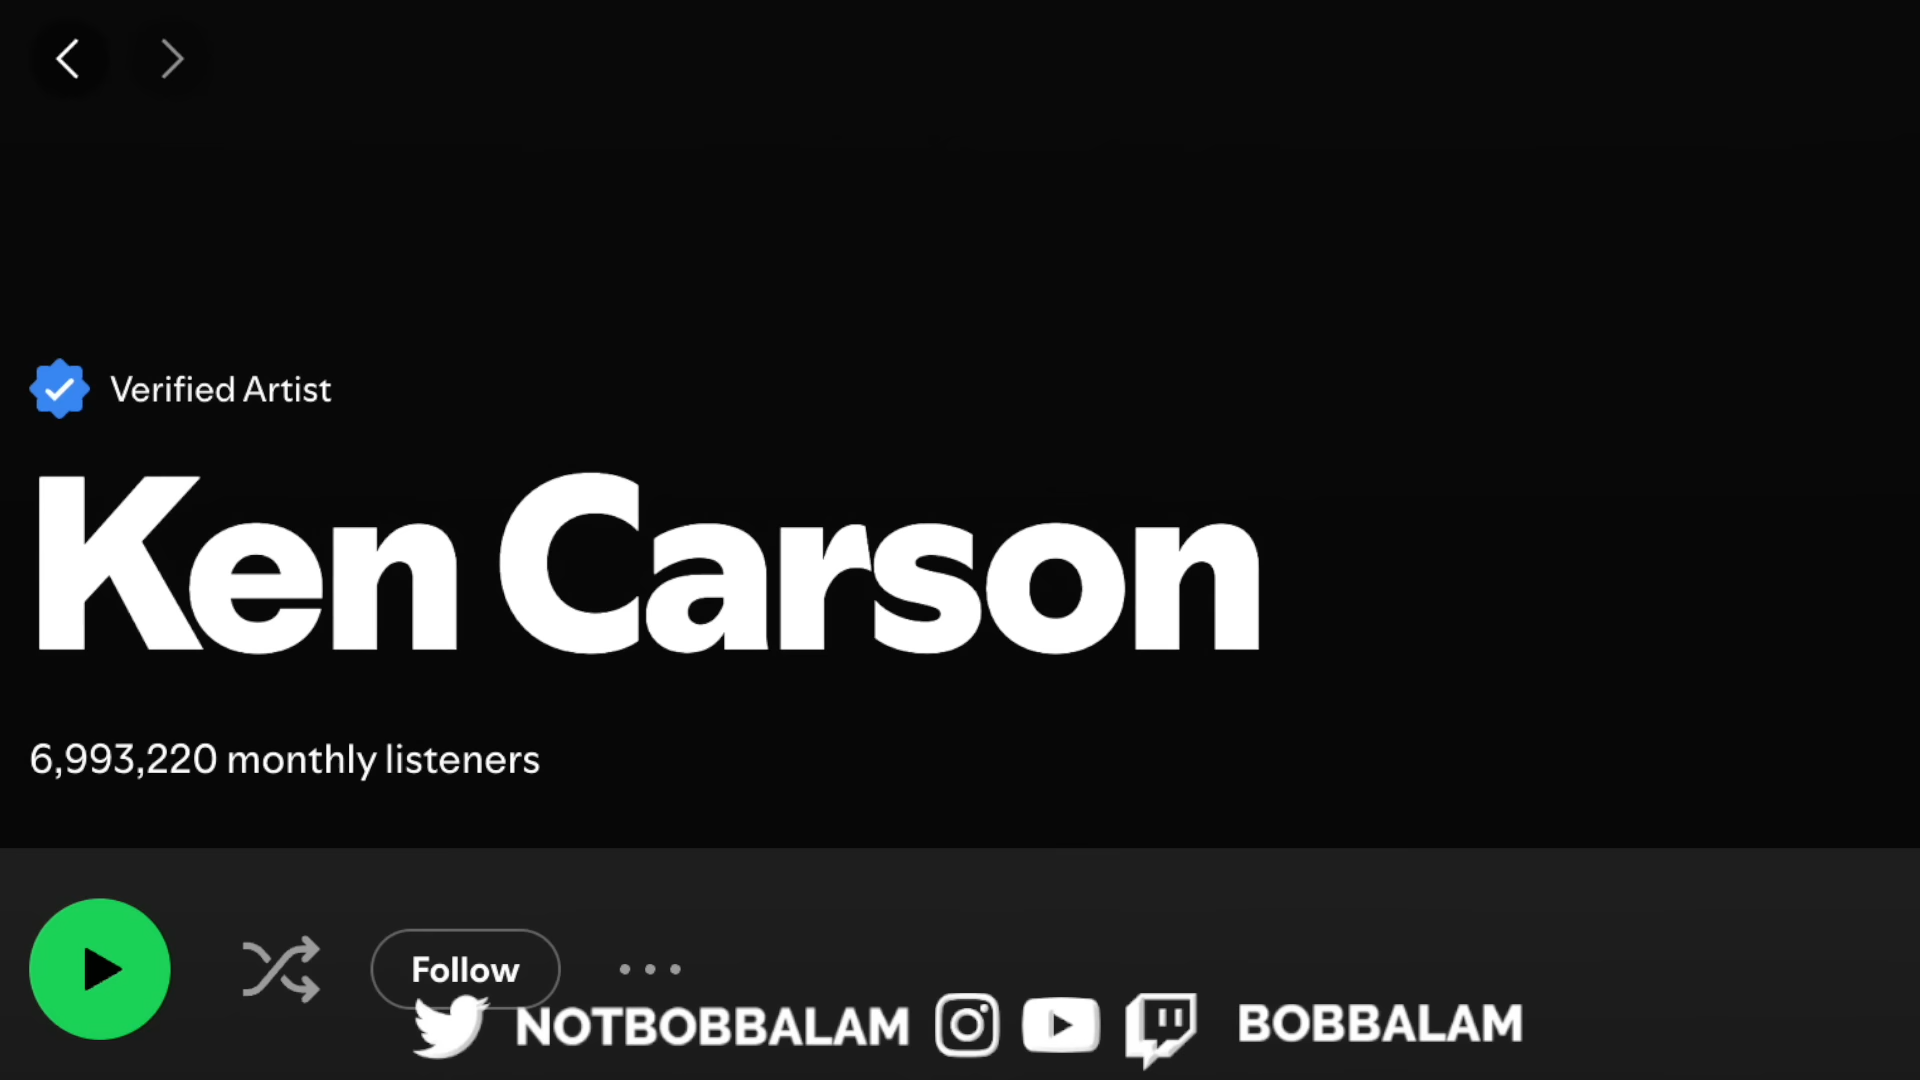 Verified Artist
Ken Carson
6,993,220 monthly listeners
Follow
NOTBOBBALAM
BOBBALAM